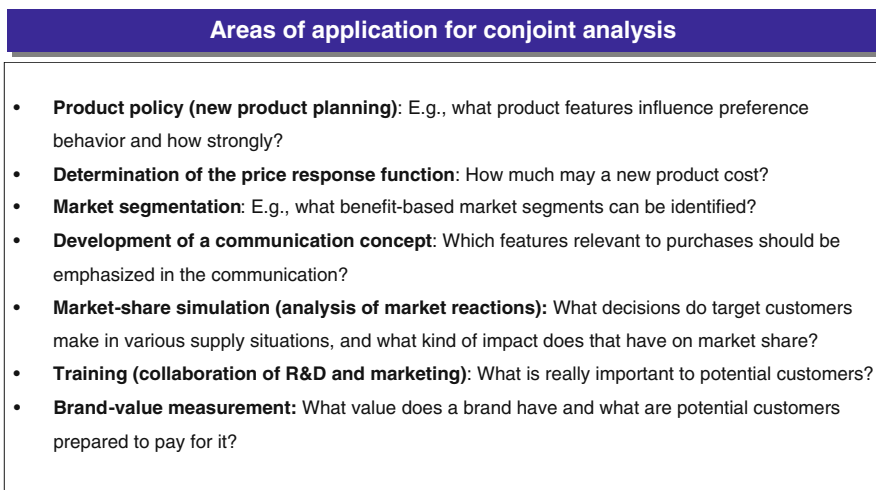 Areas of application for conjoint analysis
• Product policy (new product planning): E.g., what product features influence preference
behavior and how strongly?
• Determination of the price response function: How much may a new product cost?
• Market segmentation: E.g., what benefit-based market segments can be identified?
• Development of a communication concept: Which features relevant to purchases should be
emphasized in the communication?
• Market-share simulation (analysis of market reactions): What decisions do target customers
make in various supply situations, and what kind of impact does that have on market share?
• Training (collaboration of R&D and marketing): What is really important to potential customers?
• Brand-value measurement: What value does a brand have and what are potential customers
prepared to pay for it?